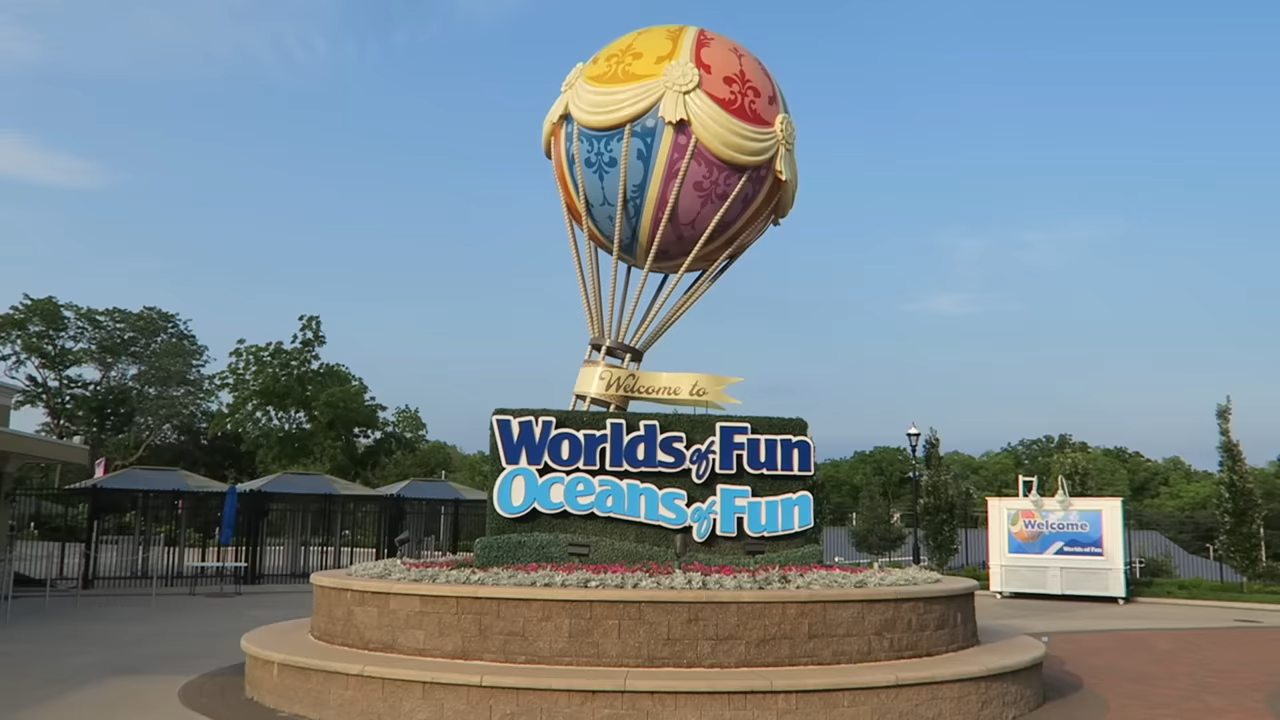 Welcome to
Worlds of Fun
Oceans of Fun
Welcome
Worlds of Fun